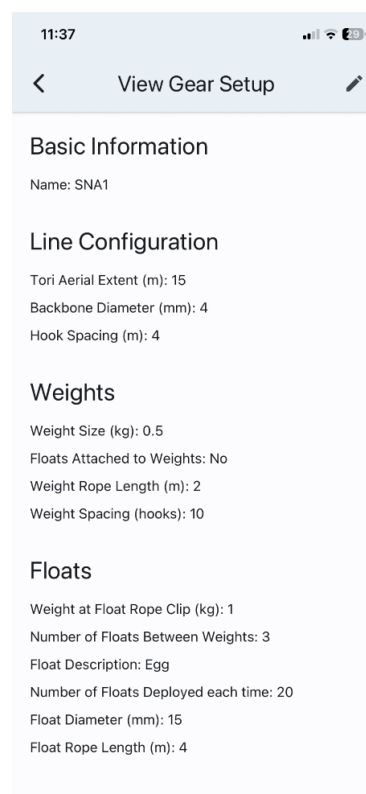 11:37
29
View Gear Setup
Basic Information
Name: SNA1
Line Configuration
Tori Aerial Extent (m): 15
Backbone Diameter (mm): 4
Hook Spacing (m): 4
Weights
Weight Size (kg): 0.5
Floats Attached to Weights: No
Weight Rope Length (m): 2
Weight Spacing (hooks): 10
Floats
Weight at Float Rope Clip (kg): 1
Number of Floats Between Weights: 3
Float Description: Egg
Number of Floats Deployed each time: 20
Float Diameter (mm): 15
Float Rope Length (m): 4